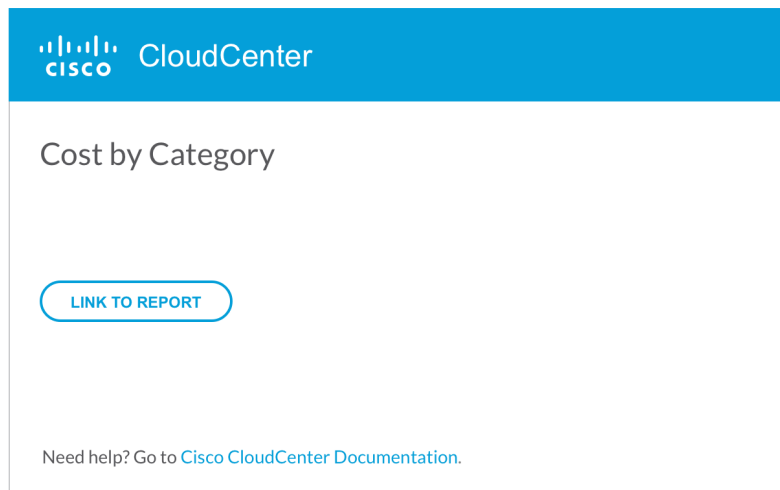 CISCO CloudCenter
Cost by Category
LINK TO REPORT
Need help? Go to Cisco CloudCenter Documentation.